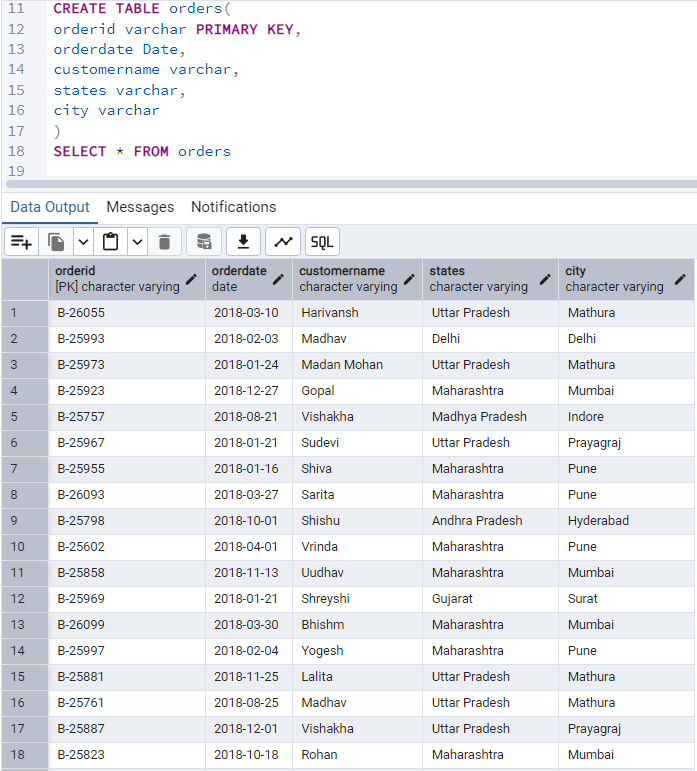 11 CREATE TABLE orders(
12 orderid varchar PRIMARY KEY,
13 orderdate Date,
14 customername varchar,
15 states varchar,
16 city varchar
17 )
18 SELECT * FROM orders
19
Data Output Messages Notifications
SQL
orderid orderdate customername states city
[PK] character varying date character varying character varying character varying
1 B-26055 2018-03-10 Harivansh Uttar Pradesh Mathura
2 B-25993 2018-02-03 Madhav Delhi Delhi
3 B-25973 2018-01-24 Madan Mohan Uttar Pradesh Mathura
4 B-25923 2018-12-27 Gopal Maharashtra Mumbai
5 B-25757 2018-08-21 Vishakha Madhya Pradesh Indore
6 B-25967 2018-01-21 Sudevi Uttar Pradesh Prayagraj
7 B-25955 2018-01-16 Shiva Maharashtra Pune
8 B-26093 2018-03-27 Sarita Maharashtra Pune
9 B-25798 2018-10-01 Shishu Andhra Pradesh Hyderabad
10 B-25602 2018-04-01 Vrinda Maharashtra Pune
11 B-25858 2018-11-13 Uudhav Maharashtra Mumbai
12 B-25969 2018-01-21 Shreyshi Gujarat Surat
13 B-26099 2018-03-30 Bhishm Maharashtra Mumbai
14 B-25997 2018-02-04 Yogesh Maharashtra Pune
15 B-25881 2018-11-25 Lalita Uttar Pradesh Mathura
16 B-25761 2018-08-25 Madhav Uttar Pradesh Mathura
17 B-25887 2018-12-01 Vishakha Uttar Pradesh Prayagraj
18 B-25823 2018-10-18 Rohan Maharashtra Mumbai